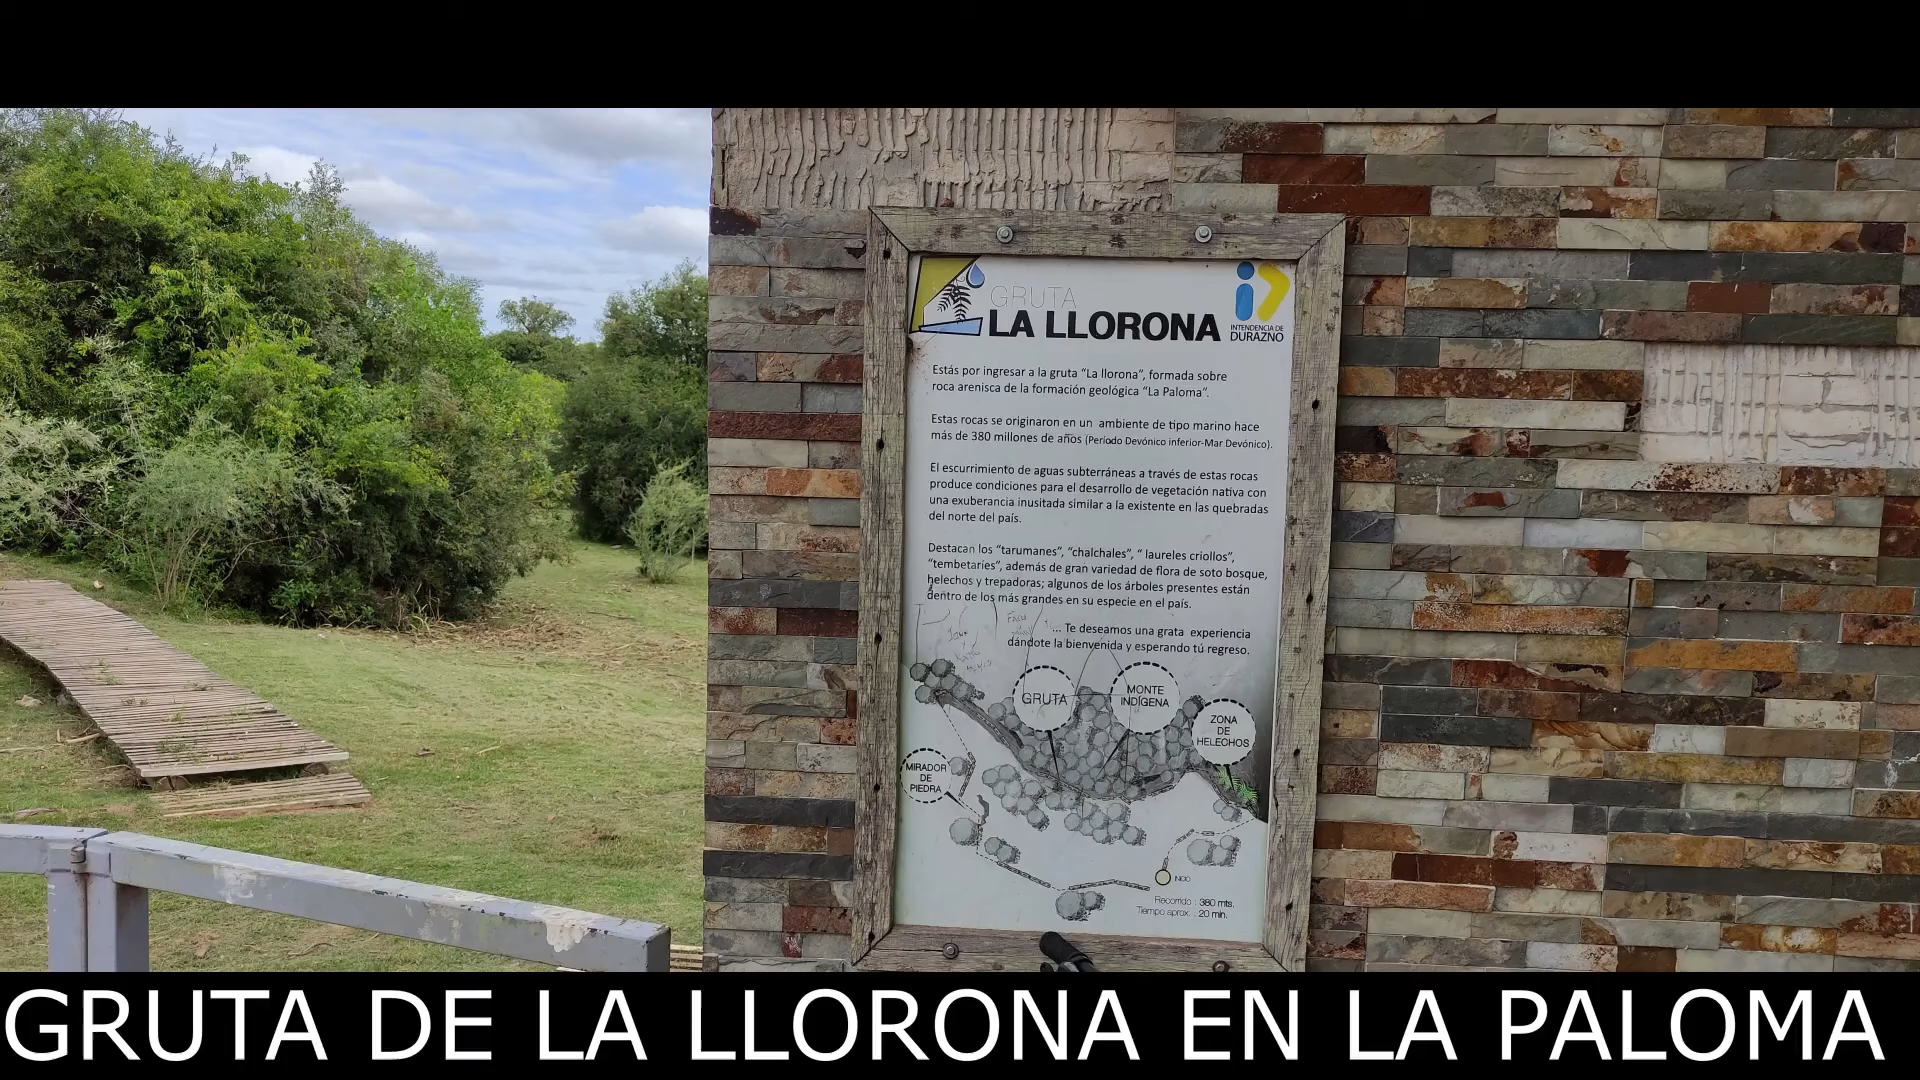 GRUTA
LA LLORONA
INTENDENCIA DE
DURAZNO
Estás por ingresar a la gruta “La llorona”, formada sobre
roca arenisca de la formación geológica “La Paloma”.
Estas rocas se originaron en un ambiente de tipo marino hace
más de 380 millones de años (Período Devónico inferior-Mar Devónico).
El escurrimiento de aguas subterráneas a través de estas rocas
produce condiciones para el desarrollo de vegetación nativa con
una exuberancia inusitada similar a la existente en las quebradas
del norte del país.
Destacan los “tarumanes”, “chalchales”, “ laureles criollos”,
“tembetaríes”, además de gran variedad de flora de soto bosque,
helechos y trepadoras; algunos de los árboles presentes están
dentro de los más grandes en su especie en el país.
... Te deseamos una grata experiencia
dándote la bienvenida y esperando tú regreso.
GRUTA
MONTE
INDÍGENA
ZONA
DE
HELECHOS
MIRADOR
DE
PIEDRA
INICIO
Recorrido : 380 mts.
Tiempo aprox. : 20 min.
GRUTA DE LA LLORONA EN LA PALOMA